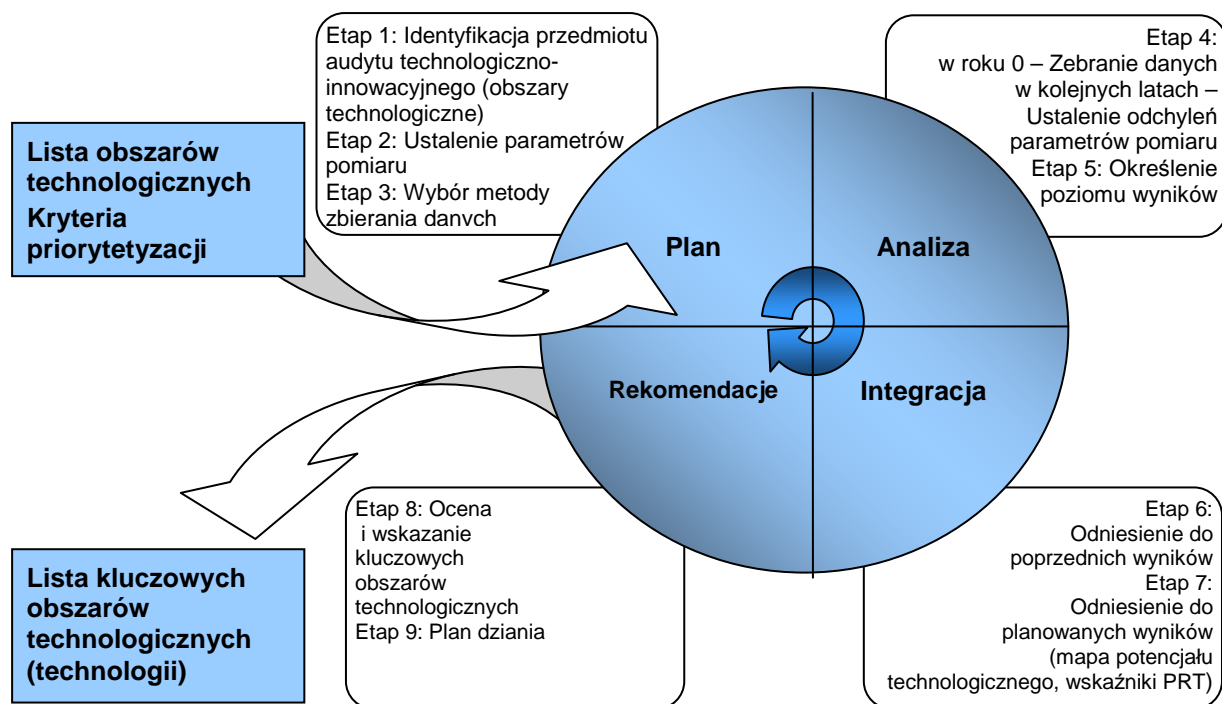 Etap 1: Identyfikacja przedmiotu
audytu technologiczno-
innowacyjnego (obszary
technologiczne)
Etap 2: Ustalenie parametrów
pomiaru
Etap 3: Wybór metody
zbierania danych
Etap 4:
w roku 0 – Zebranie danych
w kolejnych latach –
Ustalenie odchyleń
parametrów pomiaru
Etap 5: Określenie
poziomu wyników
Lista obszarów
technologicznych
Kryteria
priorytetyzacji
Plan
Analiza
Rekomendacje
Integracja
Etap 8: Ocena
i wskazanie
kluczowych
obszarów
technologicznych
Etap 9: Plan dziania
Etap 6:
Odniesienie do
poprzednich wyników
Etap 7:
Odniesienie do
planowanych wyników
(mapa potencjału
technologicznego, wskaźniki PRT)
Lista kluczowych
obszarów
technologicznych
(technologii)